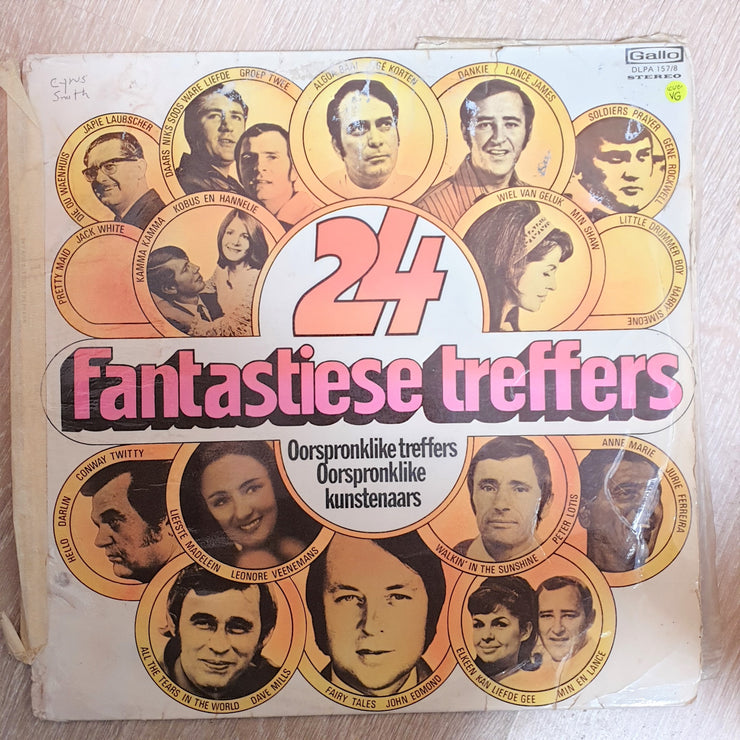 Cyrus
Smith
Gallo
DLPA 157/8
STEREO
VG
DIE OU WAENHUIS JAPIE LAUBSCHER
DAARS NIKS SOOS WARE LIEFDE GROEP TWEE
KORTEN
DANKIE LANCE JAMES
SOLDIERS PRAYER GENE ROCKWELL
PRETTY MAID JACK WHITE
KAMMA KAMMA KOBUS EN HANNELIE
WIEL VAN GELUK MIN SHAW
LITTLE DRUMMER BOY HARRY SIMEONE
24
Fantastiese treffers
Oorspronklike treffers
Oorspronklike
kunstenaars
HELLO DARLIN CONWAY TWITTY
LIEFSTE MADELEIN LEONORE VEENEMANS
WALKIN' IN THE SUNSHINE PETER LOTIS
ANNE MARIE JURIE FERREIRA
ALL THE TEARS IN THE WORLD DAVE MILLS
FAIRY TALES JOHN EDMOND
ELKEEN KAN LIEFDE GEE MIN EN LANCE